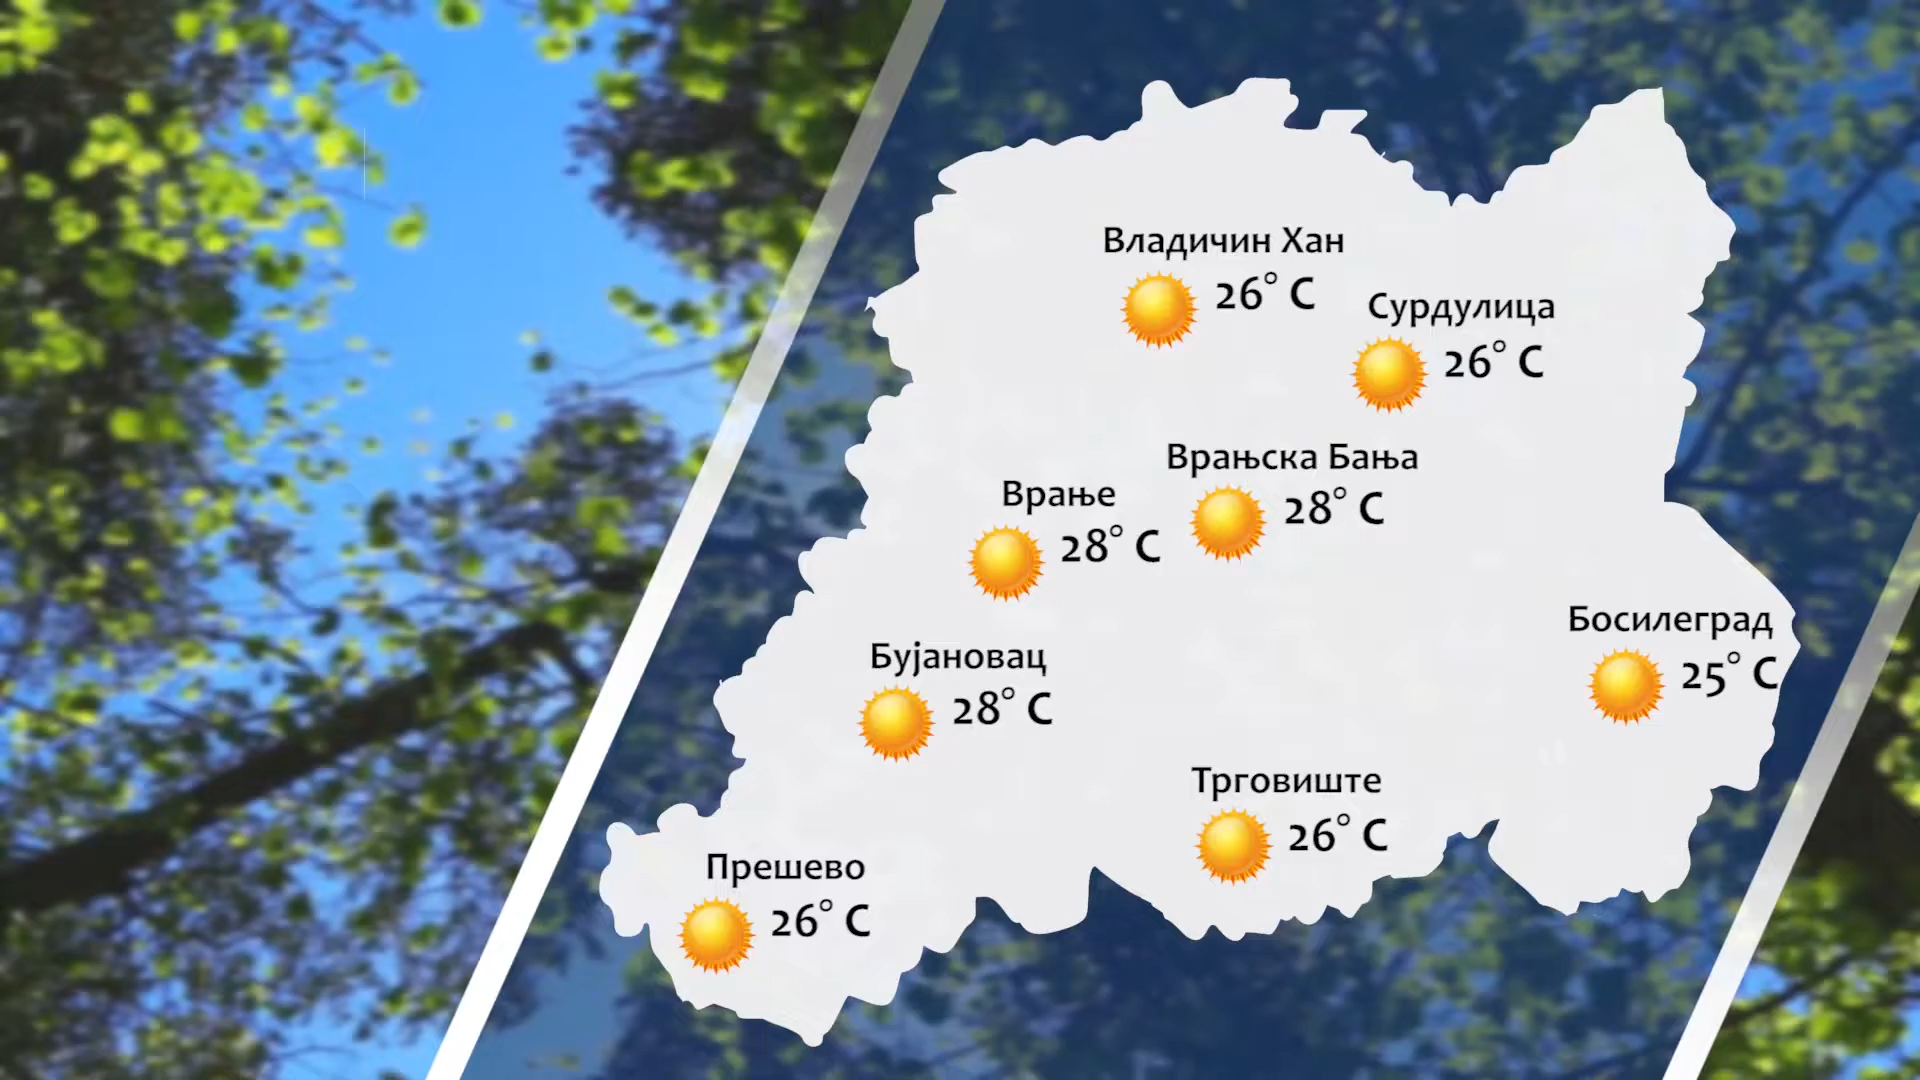 Владичин Хан
26° C
Сурдулица
26° C
Врањска Бања
28° C
Врање
28° C
Босилеград
25° C
Бујановац
28° C
Трговиште
26° C
Прешево
26° C